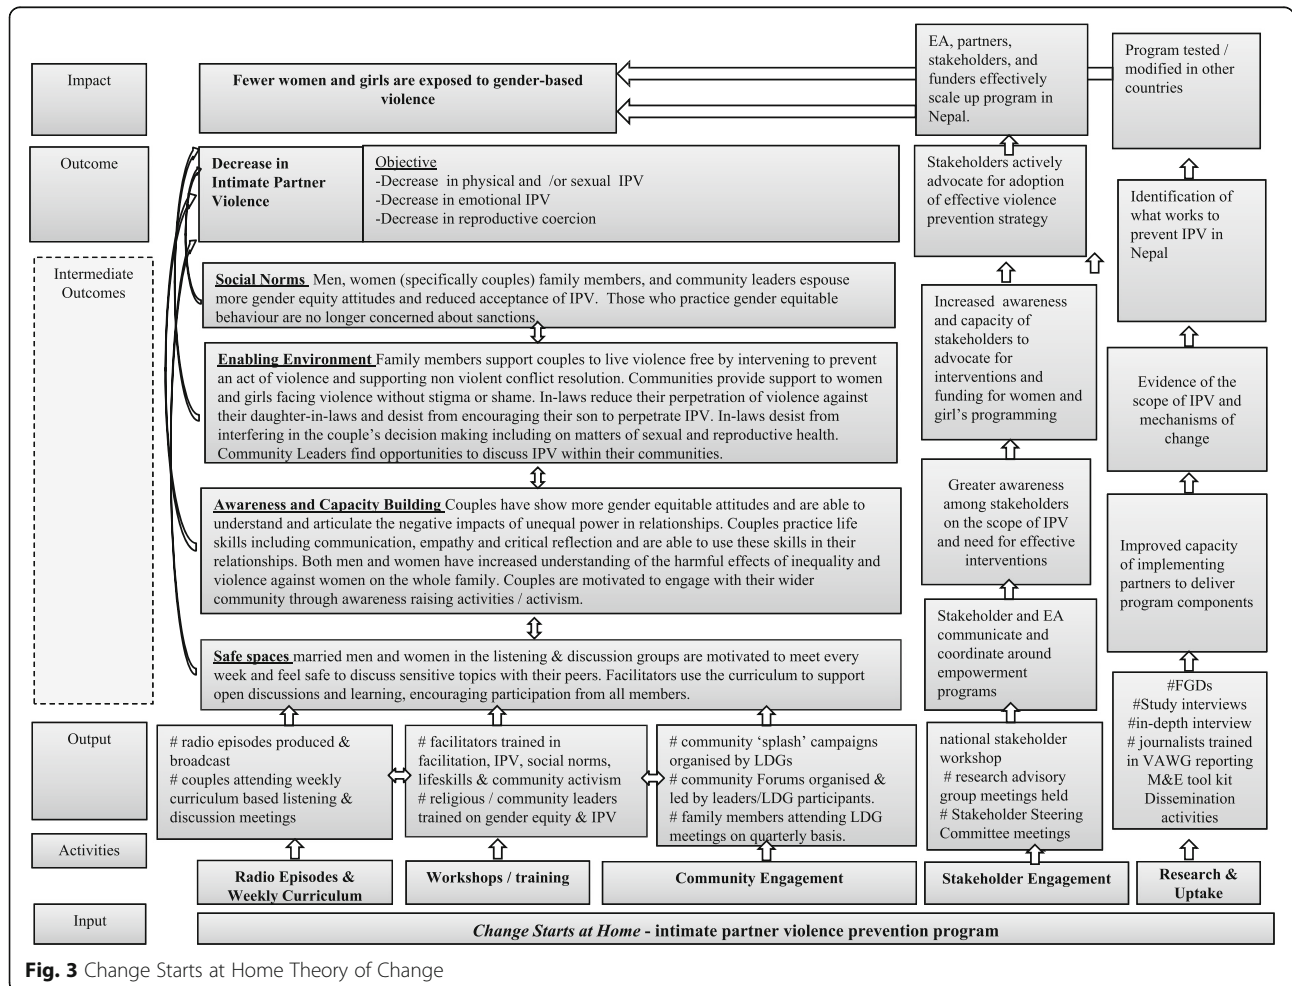 Impact
Fewer women and girls are exposed to gender-based
violence
EA, partners,
stakeholders,
and funders effectively
scale up program in
Nepal.
Program tested /
modified in other
countries
Outcome
Decrease in
Intimate Partner
Violence
Objective
-Decrease in physical and /or sexual IPV
-Decrease in emotional IPV
-Decrease in reproductive coercion
Stakeholders actively
advocate for adoption
of effective violence
prevention strategy
Identification of
what works to
prevent IPV in
Nepal
Intermediate
Outcomes
Social Norms Men, women (specifically couples) family members, and community leaders espouse
more gender equity attitudes and reduced acceptance of IPV. Those who practice gender equitable
behaviour are no longer concerned about sanctions.
Increased awareness
and capacity of
stakeholders to
advocate for
interventions and
funding for women and
girl's programming
Enabling Environment Family members support couples to live violence free by intervening to prevent
an act of violence and supporting non violent conflict resolution. Communities provide support to women
and girls facing violence without stigma or shame. In-laws reduce their perpetration of violence against
their daughter-in-laws and desist from encouraging their son to perpetrate IPV. In-laws desist from
interfering in the couple's decision making including on matters of sexual and reproductive health.
Community Leaders find opportunities to discuss IPV within their communities.
Evidence of the
scope of IPV and
mechanisms of
change
Awareness and Capacity Building Couples have show more gender equitable attitudes and are able to
understand and articulate the negative impacts of unequal power in relationships. Couples practice life
skills including communication, empathy and critical reflection and are able to use these skills in their
relationships. Both men and women have increased understanding of the harmful effects of inequality and
violence against women on the whole family. Couples are motivated to engage with their wider
community through awareness raising activities / activism.
Greater awareness
among stakeholders
on the scope of IPV
and need for effective
interventions
Improved capacity
of implementing
partners to deliver
program components
Safe spaces married men and women in the listening & discussion groups are motivated to meet every
week and feel safe to discuss sensitive topics with their peers. Facilitators use the curriculum to support
open discussions and learning, encouraging participation from all members.
Stakeholder and EA
communicate and
coordinate around
empowerment
programs
#FGDs
#Study interviews
#in-depth interview
# journalists trained
in VAWG reporting
M&E tool kit
Dissemination
activities
Output
# radio episodes produced &
broadcast
# couples attending weekly
curriculum based listening &
discussion meetings
# facilitators trained in
facilitation, IPV, social norms,
lifeskills & community activism
# religious / community leaders
trained on gender equity & IPV
# community 'splash' campaigns
organised by LDGs
# community Forums organised &
led by leaders/LDG participants.
# family members attending LDG
meetings on quarterly basis.
national stakeholder
workshop
# research advisory
group meetings held
# Stakeholder Steering
Committee meetings
Activities
Radio Episodes &
Weekly Curriculum
Workshops / training
Community Engagement
Stakeholder Engagement
Research &
Uptake
Input
Change Starts at Home - intimate partner violence prevention program
Fig. 3 Change Starts at Home Theory of Change